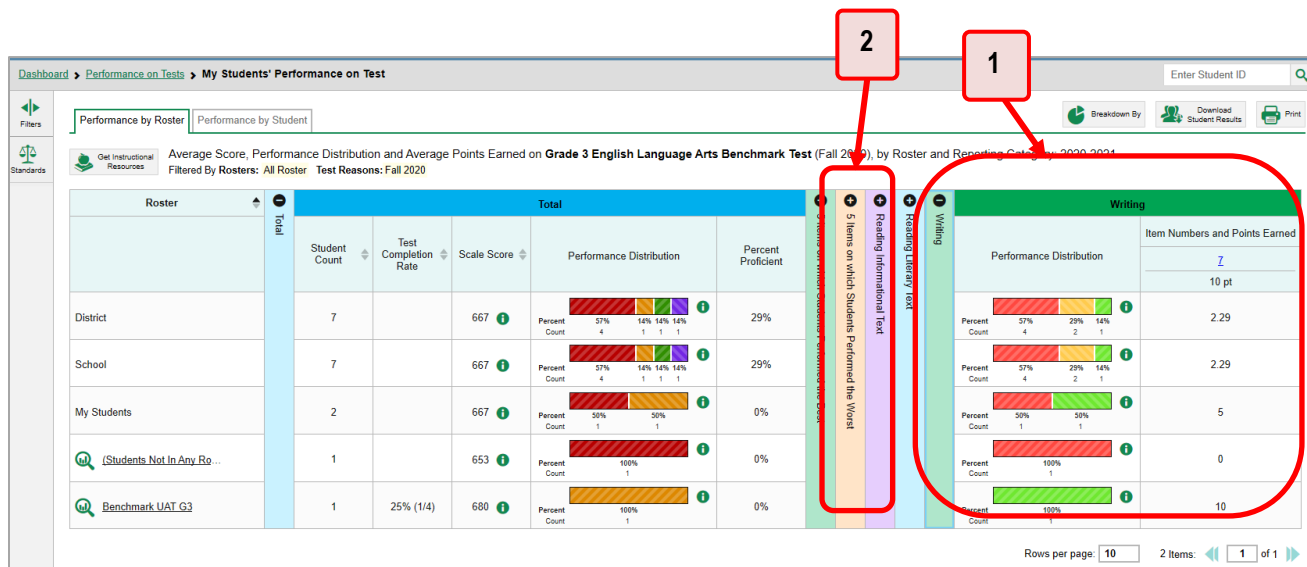 2
1
Dashboard > Performance on Tests > My Students' Performance on Test
Enter Student ID
Filters
Standards
Performance by Roster
Performance by Student
Breakdown By
Download
Student Results
Print
Get Instructional
Resources
Average Score, Performance Distribution and Average Points Earned on Grade 3 English Language Arts Benchmark Test (Fall 2020), by Roster and Reporting Category: 2020-2021
Filtered By Rosters: All Roster Test Reasons: Fall 2020
Roster
Total
Total
5 Items on which Students Performed the Best
5 Items on which Students Performed the Worst
Reading Informational Text
Reading Literary Text
Writing
Writing
Student
Count
Test
Completion
Rate
Scale Score
Performance Distribution
Percent
Proficient
Performance Distribution
Item Numbers and Points Earned
7
10 pt
District
7
667
Percent 57% 14% 14% 14%
Count 4 1 1 1
29%
Percent 57% 29% 14%
Count 4 2 1
2.29
School
7
667
Percent 57% 14% 14% 14%
Count 4 1 1 1
29%
Percent 57% 29% 14%
Count 4 2 1
2.29
My Students
2
667
Percent 50% 50%
Count 1 1
0%
Percent 50% 50%
Count 1 1
5
(Students Not In Any Ro...
1
653
Percent 100%
Count 1
0%
Percent 100%
Count 1
0
Benchmark UAT G3
1
25% (1/4)
680
Percent 100%
Count 1
0%
Percent 100%
Count 1
10
Rows per page: 10 2 Items: 1 of 1